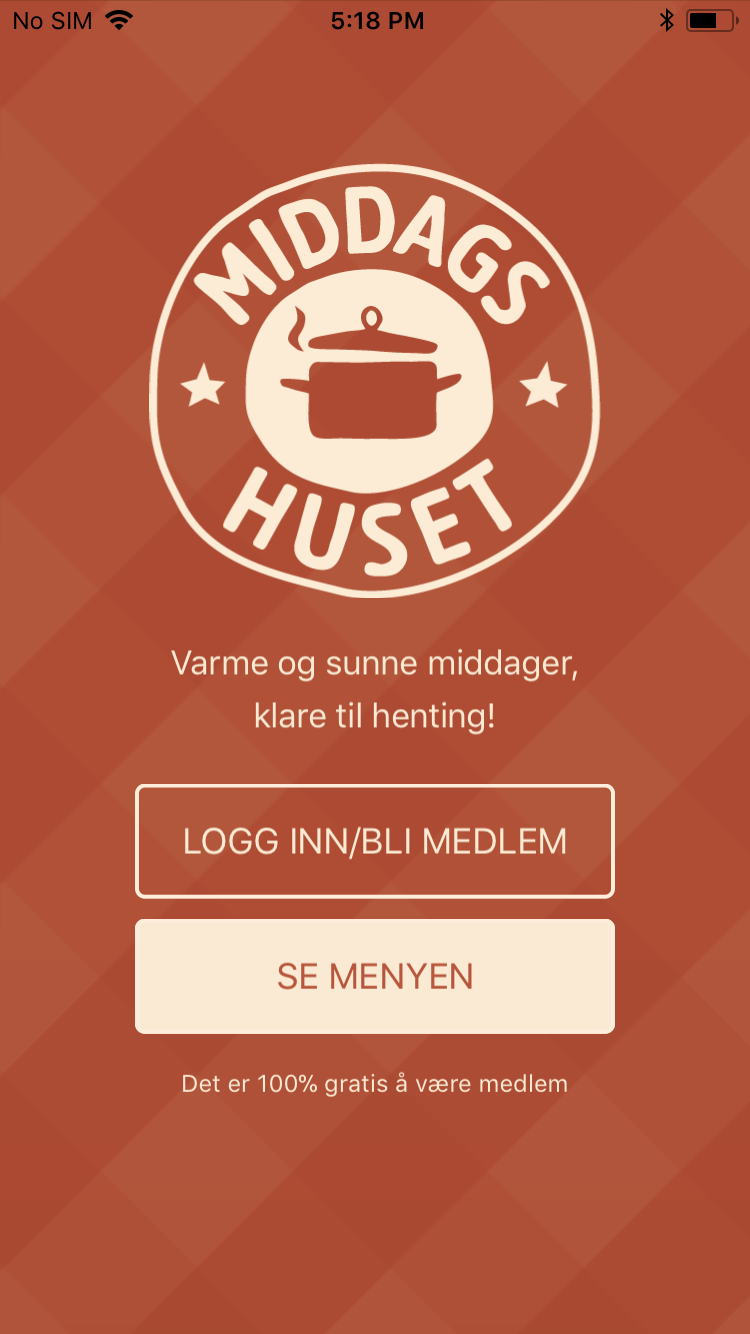 No SIM 5:18 PM
MIDDAGS
HUSET
Varme og sunne middager,
klare til henting!
LOGG INN/BLI MEDLEM
SE MENYEN
Det er 100% gratis å være medlem